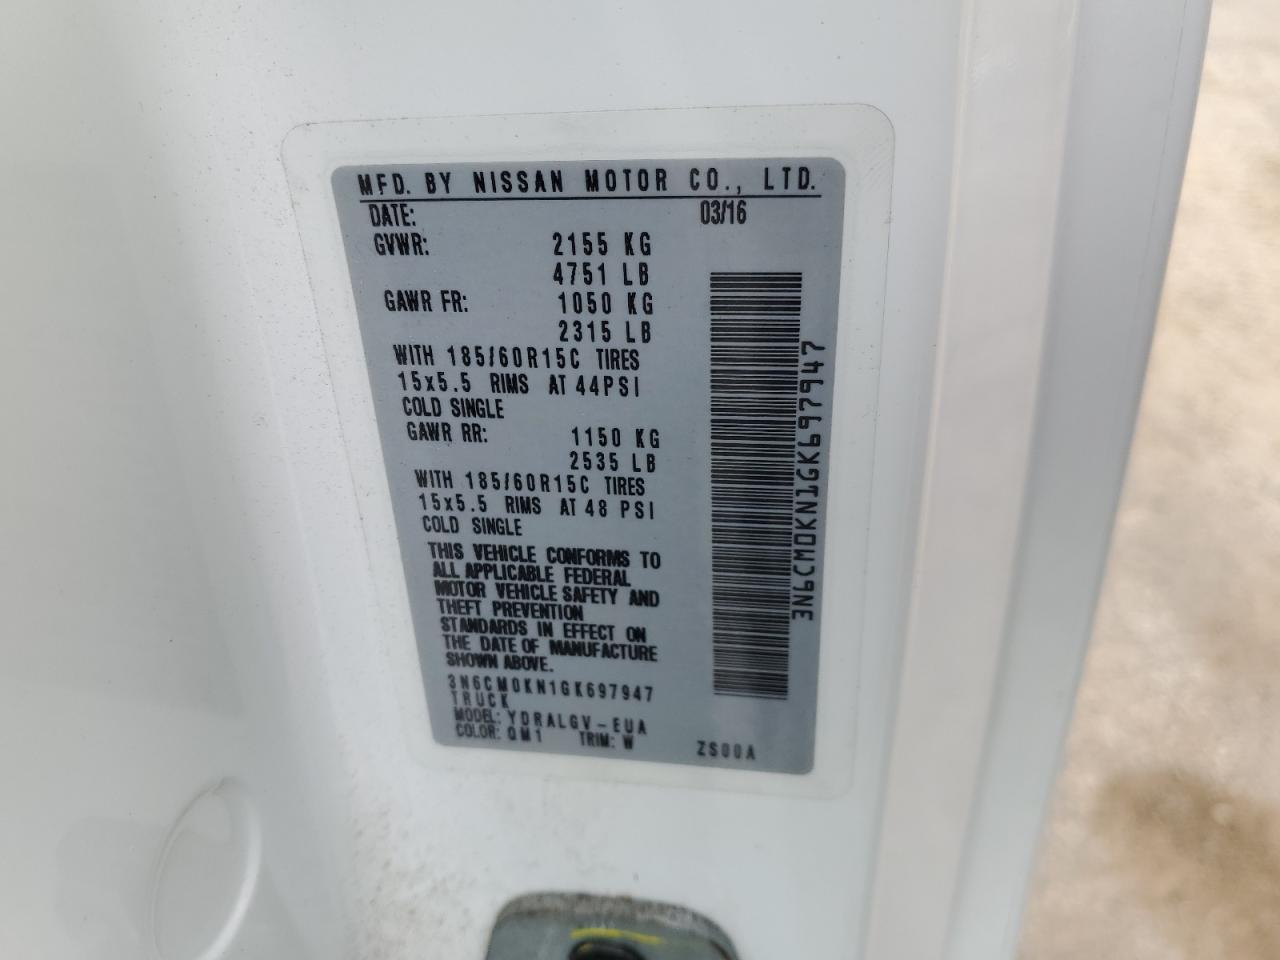 MFD. BY NISSAN MOTOR CO., LTD.
DATE: 03/16
GVWR: 2155 KG
4751 LB
GAWR FR: 1050 KG
2315 LB
WITH 185/60R15C TIRES
15x5.5 RIMS AT 44PSI
COLD SINGLE
GAWR RR: 1150 KG
2535 LB
WITH 185/60R15C TIRES
15x5.5 RIMS AT 48 PSI
COLD SINGLE
THIS VEHICLE CONFORMS TO
ALL APPLICABLE FEDERAL
MOTOR VEHICLE SAFETY AND
THEFT PREVENTION
STANDARDS IN EFFECT ON
THE DATE OF MANUFACTURE
SHOWN ABOVE.
3N6CM0KN1GK697947
TRUCK
MODEL: YDRALGV-EUA
COLOR: QM1 TRIM: W ZS00A
3N6CM0KN1GK697947